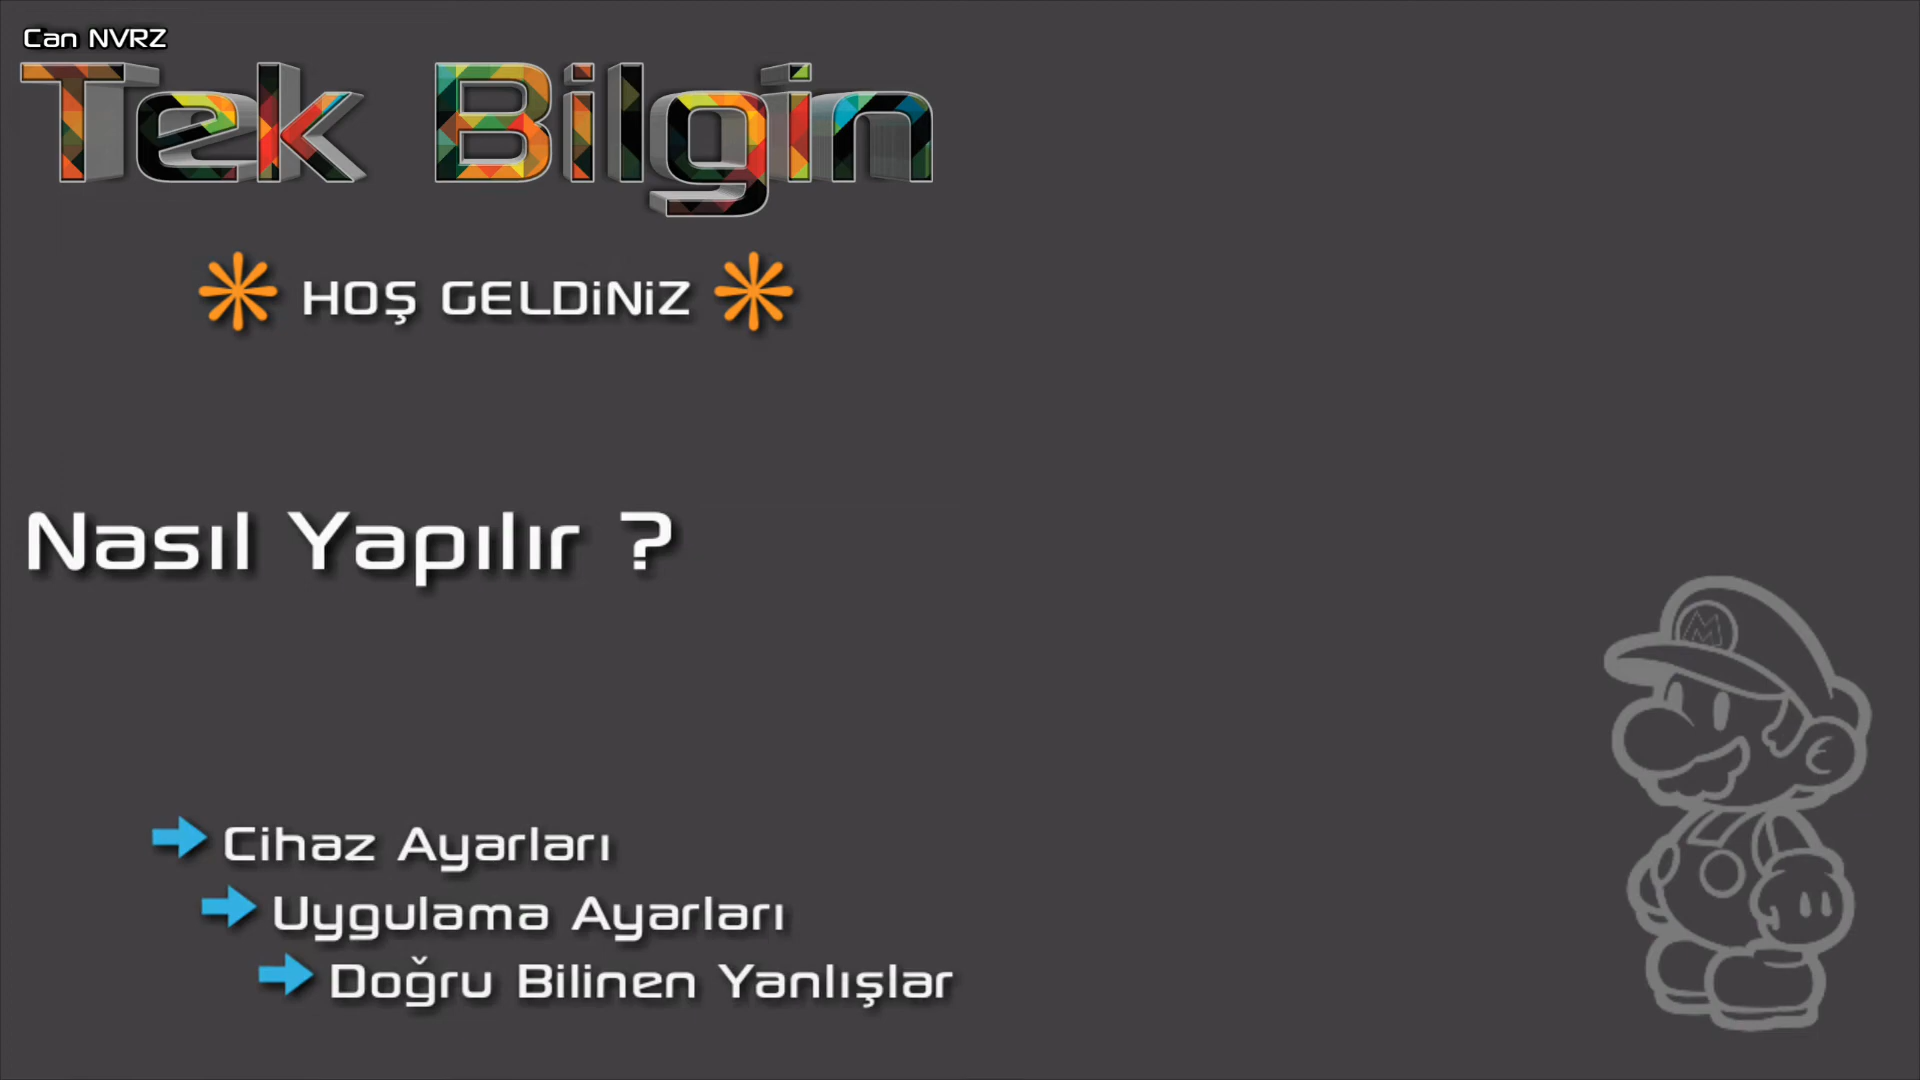 Can NVRZ
Tek Bilgin
HOŞ GELDiNiZ
Nasıl Yapılır ?
M
Cihaz Ayarları
Uygulama Ayarları
Doğru Bilinen Yanlışlar